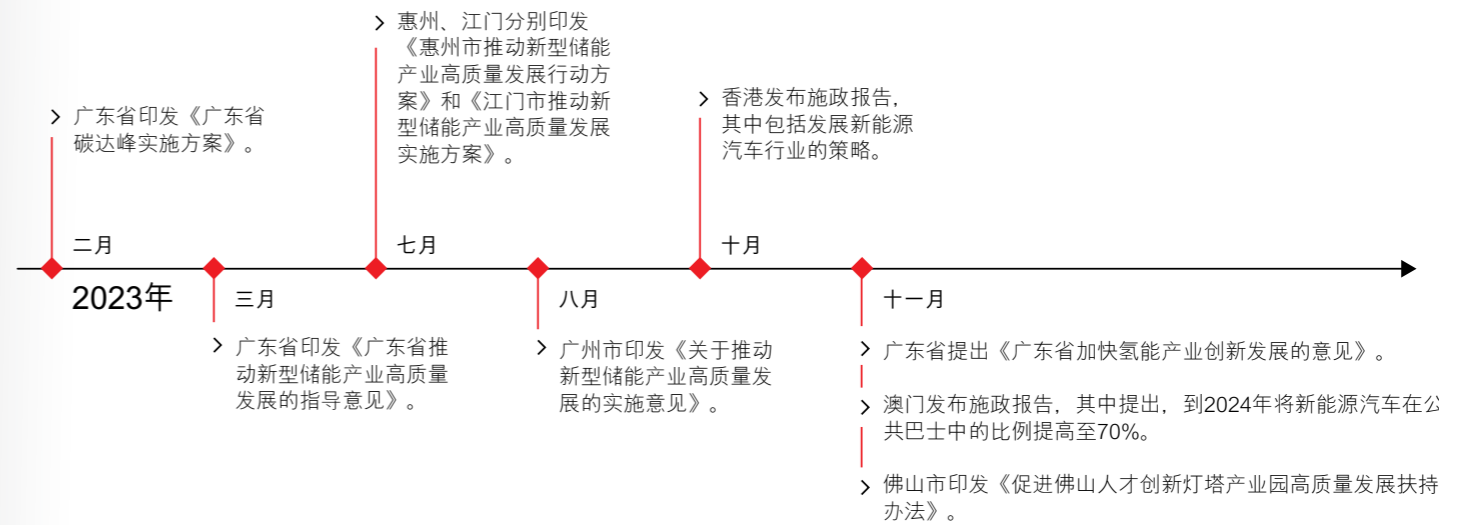 惠州、江门分别印发
《惠州市推动新型储能
产业高质量发展行动方
案》和《江门市推动新
型储能产业高质量发展
实施方案》。
广东省印发《广东省
碳达峰实施方案》。
香港发布施政报告，
其中包括发展新能源
汽车行业的策略。
二月
七月
十月
2023年
三月
八月
十一月
广东省印发《广东省推
动新型储能产业高质量
发展的指导意见》。
广州市印发《关于推动
新型储能产业高质量发
展的实施意见》。
广东省提出《广东省加快氢能产业创新发展的意见》。
澳门发布施政报告，其中提出，到2024年将新能源汽车在公
共巴士中的比例提高至70%。
佛山市印发《促进佛山人才创新灯塔产业园高质量发展扶持
办法》。